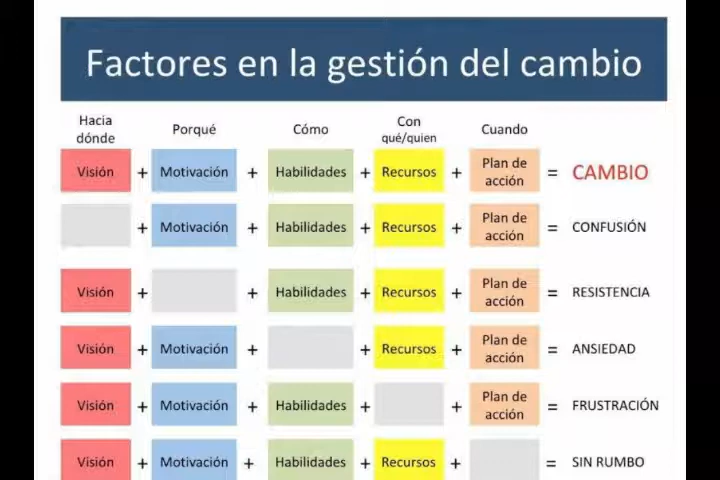 Factores en la gestión del cambio
Hacia dónde Porqué Cómo Con qué/quien Cuando
Visión + Motivación + Habilidades + Recursos + Plan de acción = CAMBIO
+ Motivación + Habilidades + Recursos + Plan de acción = CONFUSIÓN
Visión + + Habilidades + Recursos + Plan de acción = RESISTENCIA
Visión + Motivación + + Recursos + Plan de acción = ANSIEDAD
Visión + Motivación + Habilidades + + Plan de acción = FRUSTRACIÓN
Visión + Motivación + Habilidades + Recursos + = SIN RUMBO